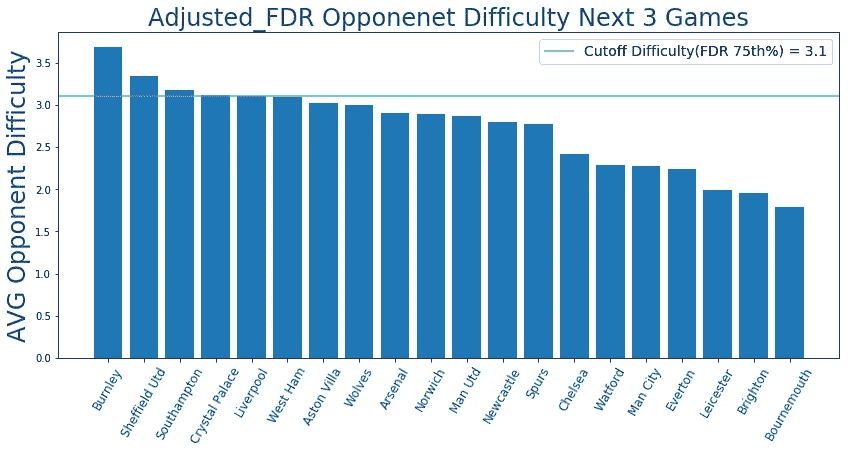 Adjusted_FDR Opponenet Difficulty Next 3 Games
Cutoff Difficulty(FDR 75th%) = 3.1
AVG Opponent Difficulty
3.5
3.0
2.5
2.0
1.5
1.0
0.5
0.0
Burnley
Sheffield Utd
Southampton
Crystal Palace
Liverpool
West Ham
Aston Villa
Wolves
Arsenal
Norwich
Man Utd
Newcastle
Spurs
Chelsea
Watford
Man City
Everton
Leicester
Brighton
Bournemouth